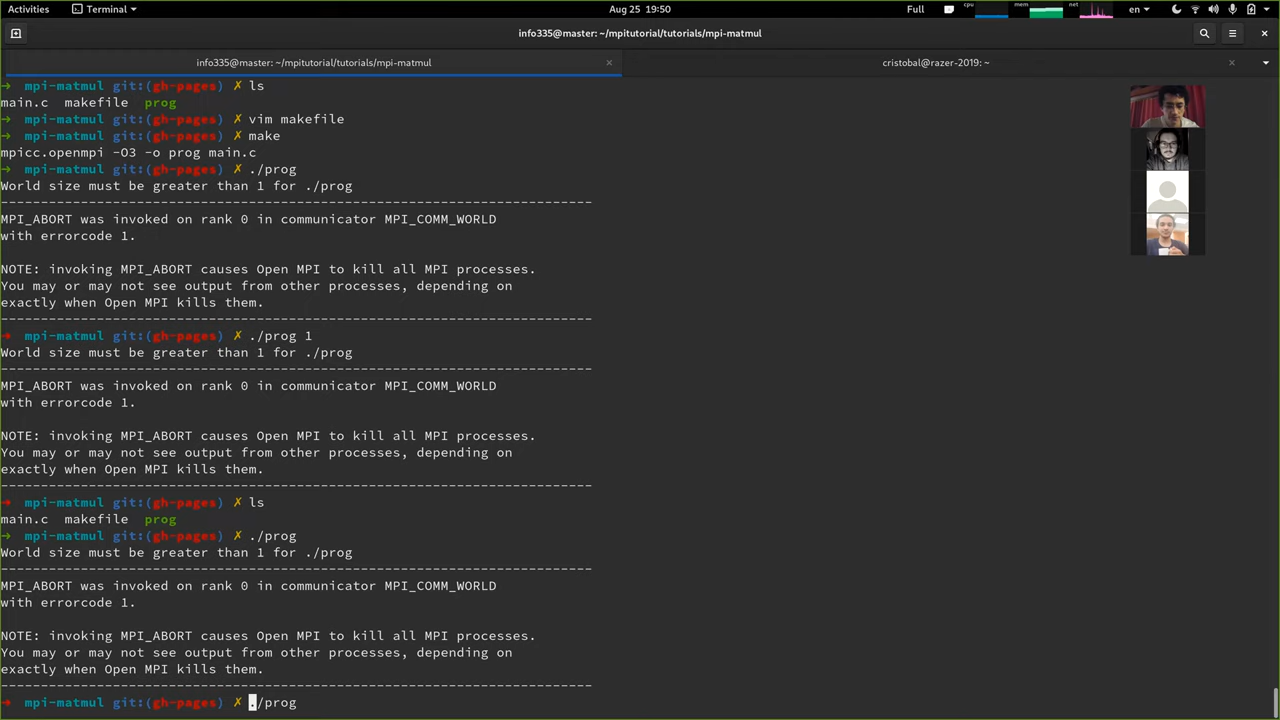 Activities
Terminal
Aug 25 19:50
Full
cpu
mem
net
en
info335@master: ~/mpitutorial/tutorials/mpi-matmul
info335@master: ~/mpitutorial/tutorials/mpi-matmul
cristobal@razer-2019: ~
→ mpi-matmul git:(gh-pages) ✗ ls
main.c makefile prog
→ mpi-matmul git:(gh-pages) ✗ vim makefile
→ mpi-matmul git:(gh-pages) ✗ make
mpicc.openmpi -O3 -o prog main.c
→ mpi-matmul git:(gh-pages) ✗ ./prog
World size must be greater than 1 for ./prog
--------------------------------------------------------------------------
MPI_ABORT was invoked on rank 0 in communicator MPI_COMM_WORLD
with errorcode 1.
NOTE: invoking MPI_ABORT causes Open MPI to kill all MPI processes.
You may or may not see output from other processes, depending on
exactly when Open MPI kills them.
--------------------------------------------------------------------------
→ mpi-matmul git:(gh-pages) ✗ ./prog 1
World size must be greater than 1 for ./prog
--------------------------------------------------------------------------
MPI_ABORT was invoked on rank 0 in communicator MPI_COMM_WORLD
with errorcode 1.
NOTE: invoking MPI_ABORT causes Open MPI to kill all MPI processes.
You may or may not see output from other processes, depending on
exactly when Open MPI kills them.
--------------------------------------------------------------------------
→ mpi-matmul git:(gh-pages) ✗ ls
main.c makefile prog
→ mpi-matmul git:(gh-pages) ✗ ./prog
World size must be greater than 1 for ./prog
--------------------------------------------------------------------------
MPI_ABORT was invoked on rank 0 in communicator MPI_COMM_WORLD
with errorcode 1.
NOTE: invoking MPI_ABORT causes Open MPI to kill all MPI processes.
You may or may not see output from other processes, depending on
exactly when Open MPI kills them.
--------------------------------------------------------------------------
→ mpi-matmul git:(gh-pages) ✗ ./prog